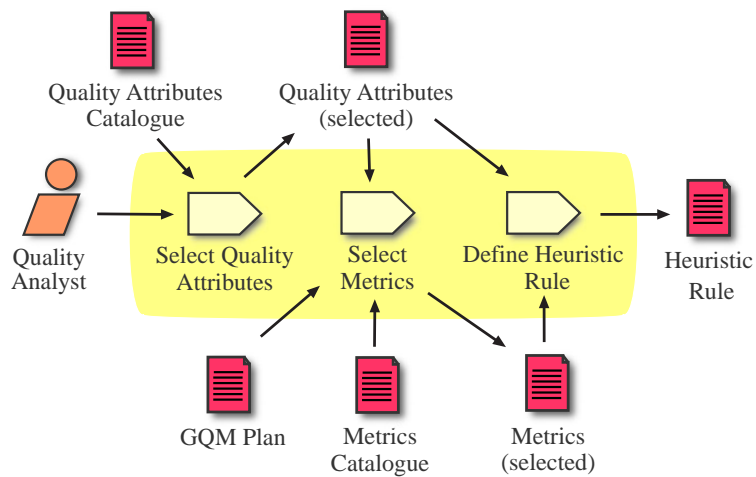 Quality Attributes
Catalogue
Quality Attributes
(selected)
Quality
Analyst
Select Quality
Attributes
Select
Metrics
Define Heuristic
Rule
Heuristic
Rule
GQM Plan
Metrics
Catalogue
Metrics
(selected)